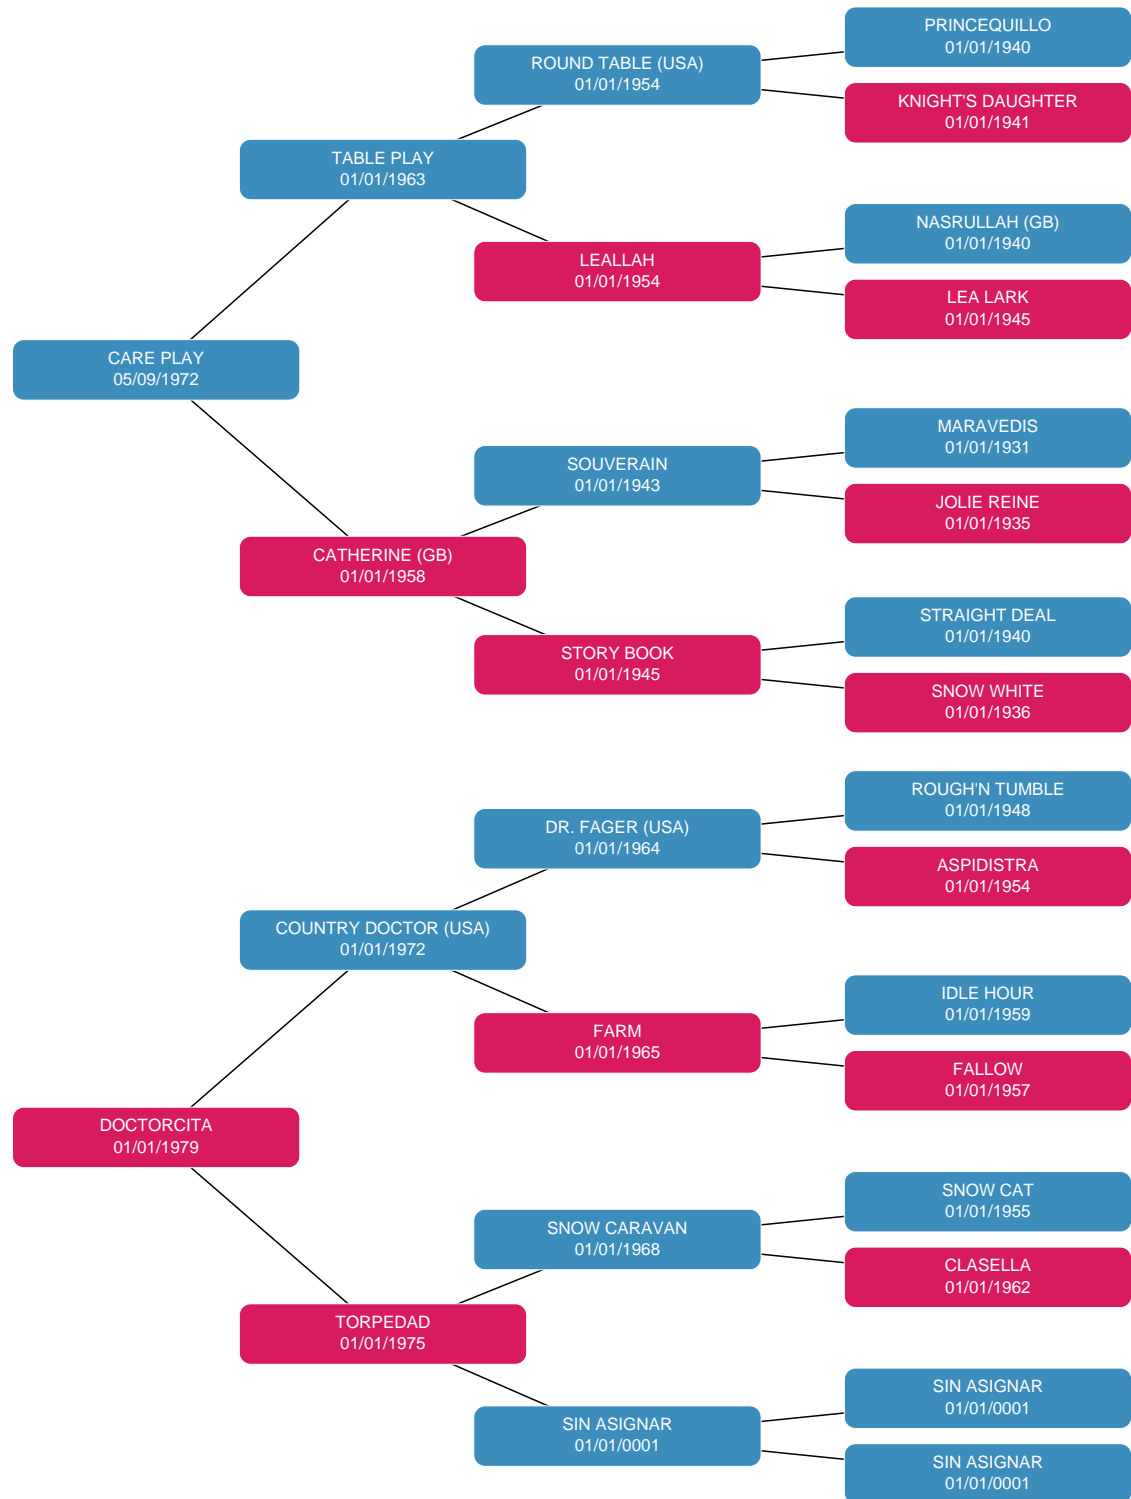 PRINCEQUILLO
01/01/1940
ROUND TABLE (USA)
01/01/1954
KNIGHT'S DAUGHTER
01/01/1941
TABLE PLAY
01/01/1963
NASRULLAH (GB)
01/01/1940
LEALLAH
01/01/1954
LEA LARK
01/01/1945
CARE PLAY
05/09/1972
MARAVEDIS
01/01/1931
SOUVERAIN
01/01/1943
JOLIE REINE
01/01/1935
CATHERINE (GB)
01/01/1958
STRAIGHT DEAL
01/01/1940
STORY BOOK
01/01/1945
SNOW WHITE
01/01/1936
ROUGH'N TUMBLE
01/01/1948
DR. FAGER (USA)
01/01/1964
ASPIDISTRA
01/01/1954
COUNTRY DOCTOR (USA)
01/01/1972
IDLE HOUR
01/01/1959
FARM
01/01/1965
FALLOW
01/01/1957
DOCTORCITA
01/01/1979
SNOW CAT
01/01/1955
SNOW CARAVAN
01/01/1968
CLASELLA
01/01/1962
TORPEDAD
01/01/1975
SIN ASIGNAR
01/01/0001
SIN ASIGNAR
01/01/0001
SIN ASIGNAR
01/01/0001